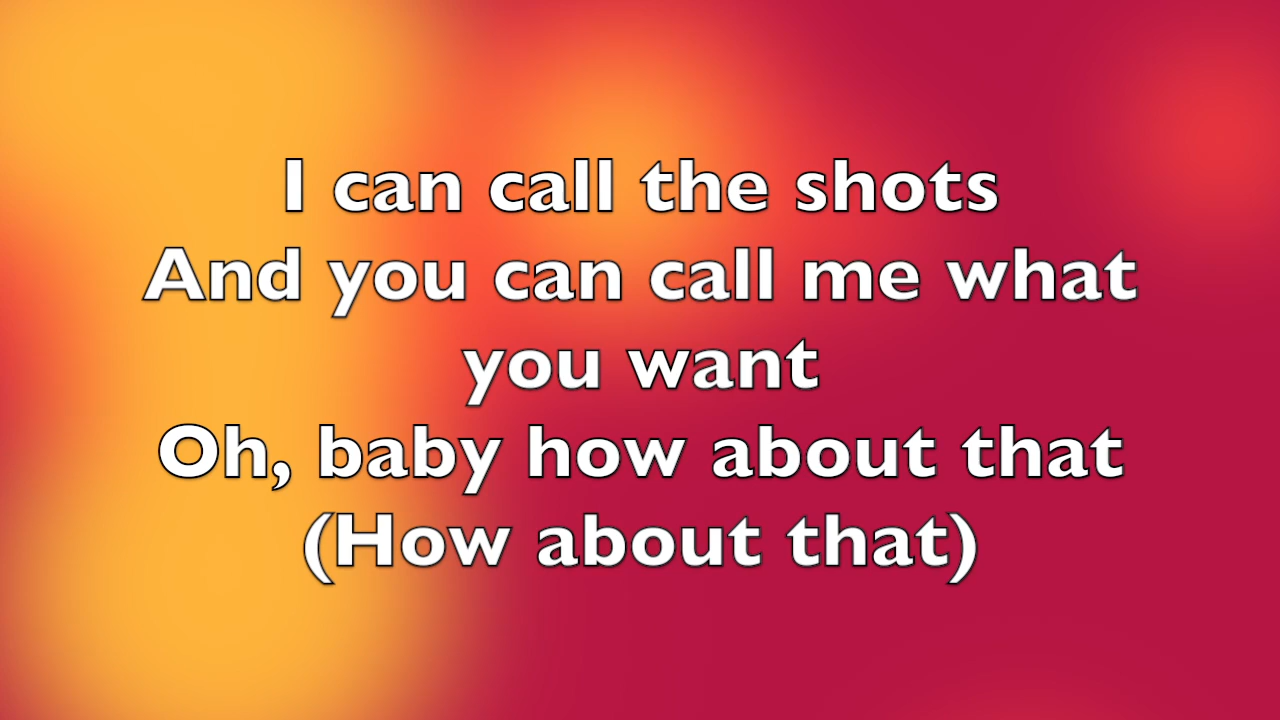 I can call the shots
And you can call me what
you want
Oh, baby how about that
(How about that)